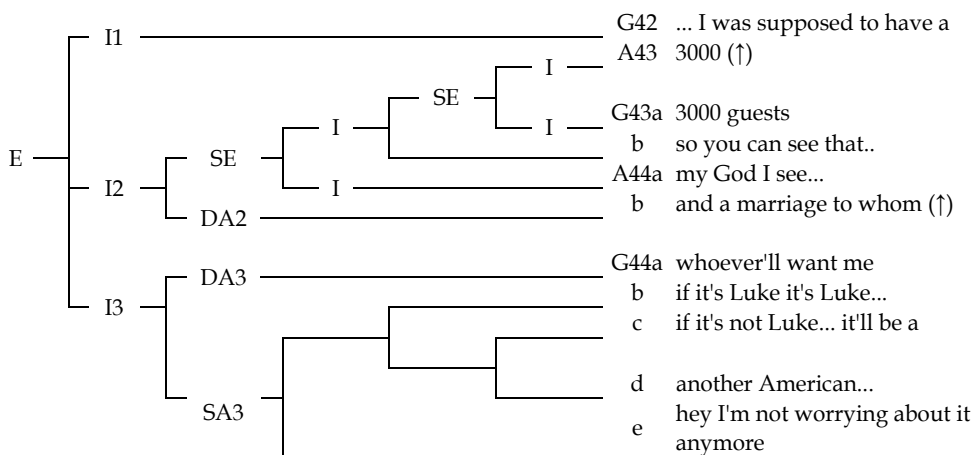 G42 ... I was supposed to have a
I1
A43 3000 (↑)
I
SE
G43a 3000 guests
I I
b so you can see that..
E SE
A44a my God I see...
I2 I
b and a marriage to whom (↑)
DA2
G44a whoever'll want me
DA3
b if it's Luke it's Luke...
I3
c if it's not Luke... it'll be a
d another American...
SA3
hey I'm not worrying about it
e
anymore